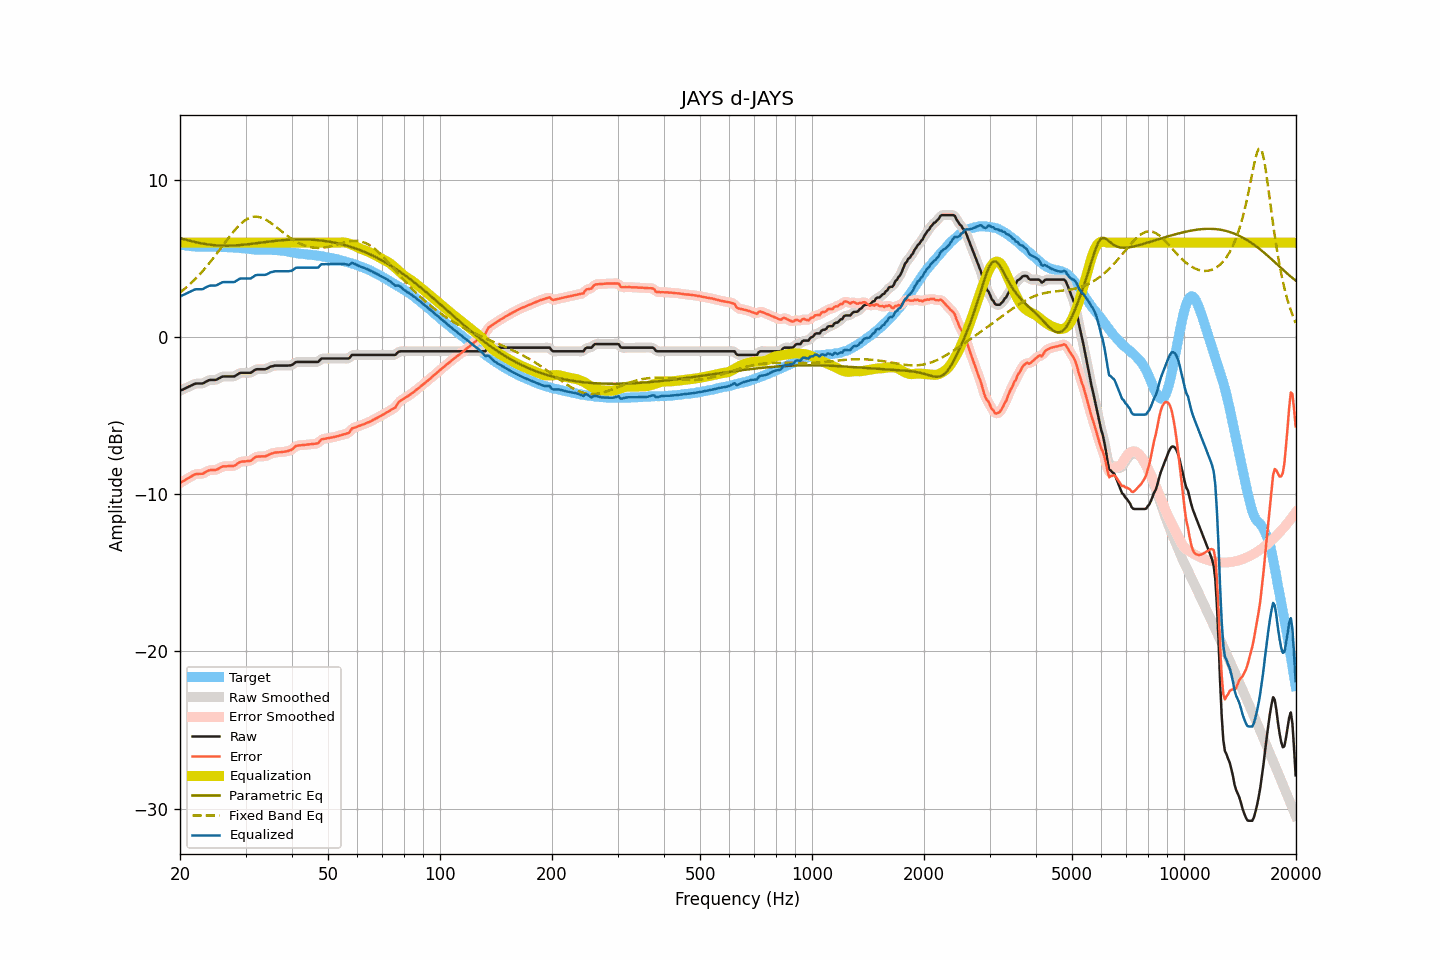 JAYS d-JAYS
10
0
−10
−20
−30
Amplitude (dBr)
Target
Raw Smoothed
Error Smoothed
Raw
Error
Equalization
Parametric Eq
Fixed Band Eq
Equalized
20 50 100 200 500 1000 2000 5000 10000 20000
Frequency (Hz)